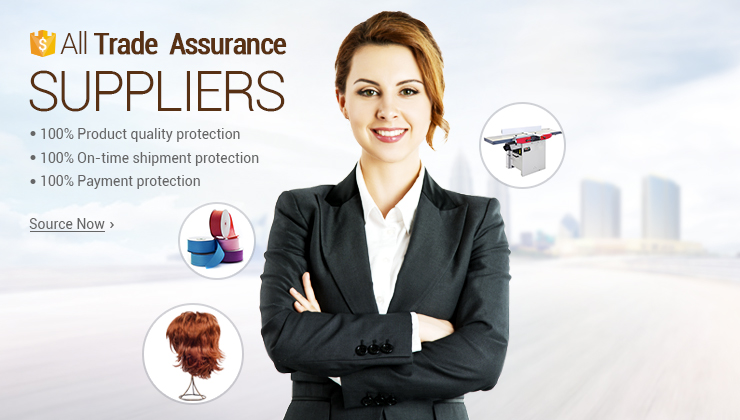 All Trade Assurance
SUPPLIERS
• 100% Product quality protection
• 100% On-time shipment protection
• 100% Payment protection
Source Now ›